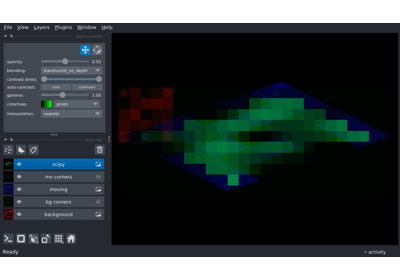 File View Layers Plugins Window Help
opacity: 0.50
blending: translucent_no_depth
contrast limits:
auto-contrast: once continuous
gamma: 1.00
colormap: green
interpolation: nearest
scipy
mv corners
moving
bg corners
background
Ready
activity